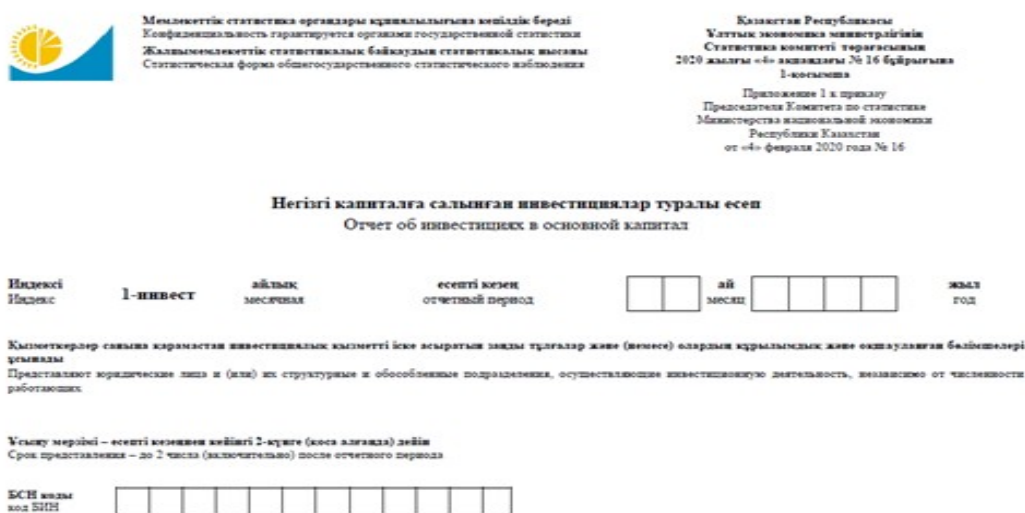 Мемлекеттік статистика органдары құпиялылығына кепілдік береді
Конфиденциальность гарантируется органами государственной статистики
Жалпымемлекеттік статистикалық байқаудың статистикалық нысаны
Статистическая форма общегосударственного статистического наблюдения
Қазақстан Республикасы
Ұлттық экономика министрлігінің
Статистика комитеті төрағасының
2020 жылғы «4» ақпандағы № 16 бұйрығына
1-қосымша
Приложение 1 к приказу
Председателя Комитета по статистике
Министерства национальной экономики
Республики Казахстан
от «4» февраля 2020 года № 16
Негізгі капиталға салынған инвестициялар туралы есеп
Отчет об инвестициях в основной капитал
Индексі
Индекс
1-инвест
айлық
месячная
есепті кезең
отчетный период
ай
месяц
жыл
год
Қызметкерлер санына қарамастан инвестициялық қызметті іске асыратын заңды тұлғалар және (немесе) олардың құрылымдық және оқшауланған бөлімшелері
ұсынады
Представляют юридические лица и (или) их структурные и обособленные подразделения, осуществляющие инвестиционную деятельность, независимо от численности
работающих
Ұсыну мерзімі – есепті кезеңнен кейінгі 2-күнге (қоса алғанда) дейін
Срок представления – до 2 числа (включительно) после отчетного периода
БСН коды
код БИН